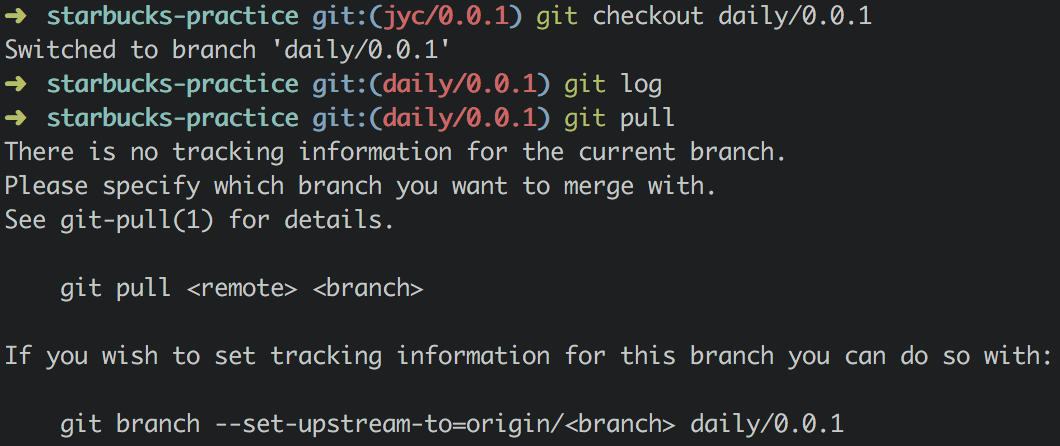 ➜ starbucks-practice git:(jyc/0.0.1) git checkout daily/0.0.1
Switched to branch 'daily/0.0.1'
➜ starbucks-practice git:(daily/0.0.1) git log
➜ starbucks-practice git:(daily/0.0.1) git pull
There is no tracking information for the current branch.
Please specify which branch you want to merge with.
See git-pull(1) for details.
git pull <remote> <branch>
If you wish to set tracking information for this branch you can do so with:
git branch --set-upstream-to=origin/<branch> daily/0.0.1